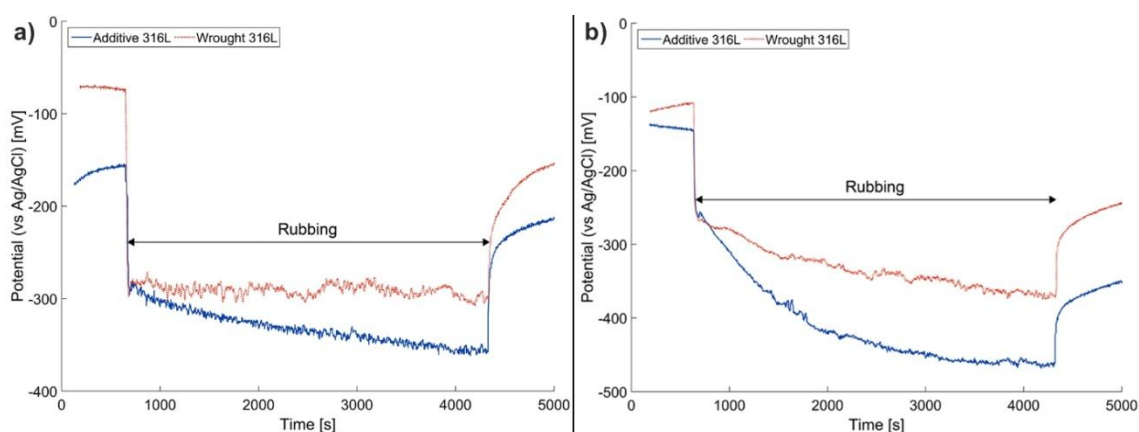 a)
Additive 316L Wrought 316L
Potential (vs Ag/AgCl) [mV]
-0
-100
-200
-300
-400
Rubbing
0 1000 2000 3000 4000 5000
Time [s]
b)
Additive 316L Wrought 316L
Potential (vs Ag/AgCl) [mV]
-0
-100
-200
-300
-400
-500
Rubbing
0 1000 2000 3000 4000 5000
Time [s]